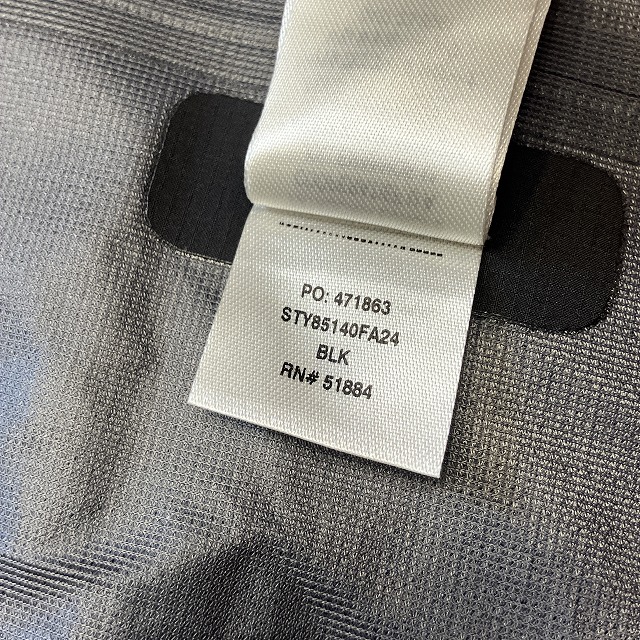 PO: 471863
STY85140FA24
BLK
RN# 51884